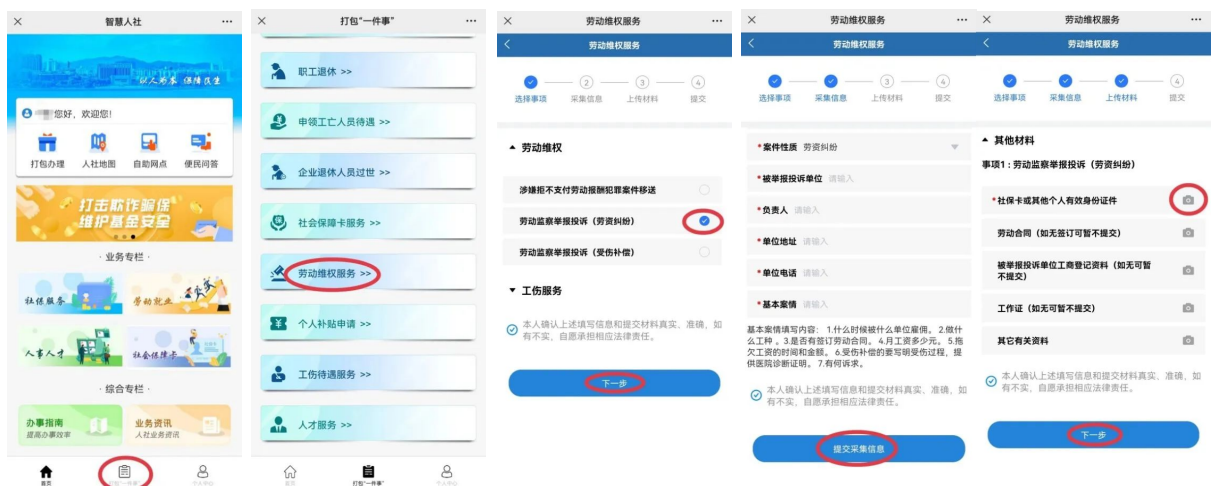 智慧人社
以人为本 保障民生
您好，欢迎您！
打包办理 人社地图 自助网点 便民问答
打击欺诈骗保
维护基金安全
· 业务专栏 ·
社保服务 劳动就业
人事人才 社会保障卡
· 综合专栏 ·
办事指南 业务资讯
提高办事效率 人社业务资讯
首页 打包“一件事” 个人中心
打包“一件事”
职工退休 >>
申领工亡人员待遇 >>
企业退休人员过世 >>
社会保障卡服务 >>
劳动维权服务 >>
个人补贴申请 >>
工伤待遇服务 >>
人才服务 >>
首页 打包“一件事” 个人中心
劳动维权服务
劳动维权服务
2 3 4
选择事项 采集信息 上传材料 提交
劳动维权
涉嫌拒不支付劳动报酬犯罪案件移送
劳动监察举报投诉（劳资纠纷）
劳动监察举报投诉（受伤补偿）
工伤服务
本人确认上述填写信息和提交材料真实、准确，如
有不实，自愿承担相应法律责任。
下一步
劳动维权服务
劳动维权服务
3 4
选择事项 采集信息 上传材料 提交
*案件性质 劳资纠纷
*被举报投诉单位 请输入
*负责人 请输入
*单位地址 请输入
*单位电话 请输入
*基本案情 请输入
基本案情填写内容： 1.什么时候被什么单位雇佣。 2.做什
么工种 。3.是否有签订劳动合同。 4.月工资多少元。 5.拖
欠工资的时间和金额。 6.受伤补偿的要写明受伤过程，提
供医院诊断证明。 7.有何诉求。
本人确认上述填写信息和提交材料真实、准确，如
有不实，自愿承担相应法律责任。
提交采集信息
劳动维权服务
劳动维权服务
4
选择事项 采集信息 上传材料 提交
其他材料
事项1：劳动监察举报投诉（劳资纠纷）
*社保卡或其他个人有效身份证件
劳动合同（如无签订可暂不提交）
被举报投诉单位工商登记资料（如无可暂
不提交）
工作证（如无可暂不提交）
其它有关资料
本人确认上述填写信息和提交材料真实、准确，如
有不实，自愿承担相应法律责任。
下一步